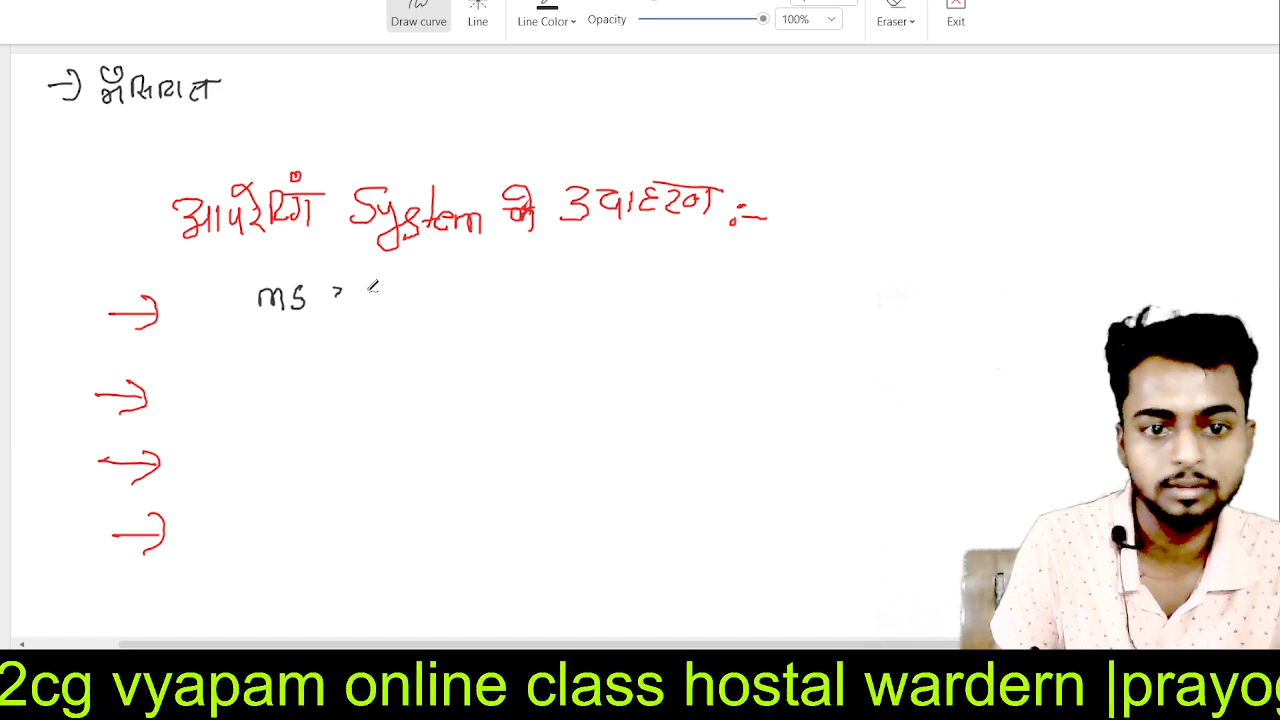 Draw curve Line Line Color Opacity 100% Eraser Exit
→
आपरेटिंग System के उदाहरण :-
→ MS >
→
→
→
2cg vyapam online class hostal wardern |prayog